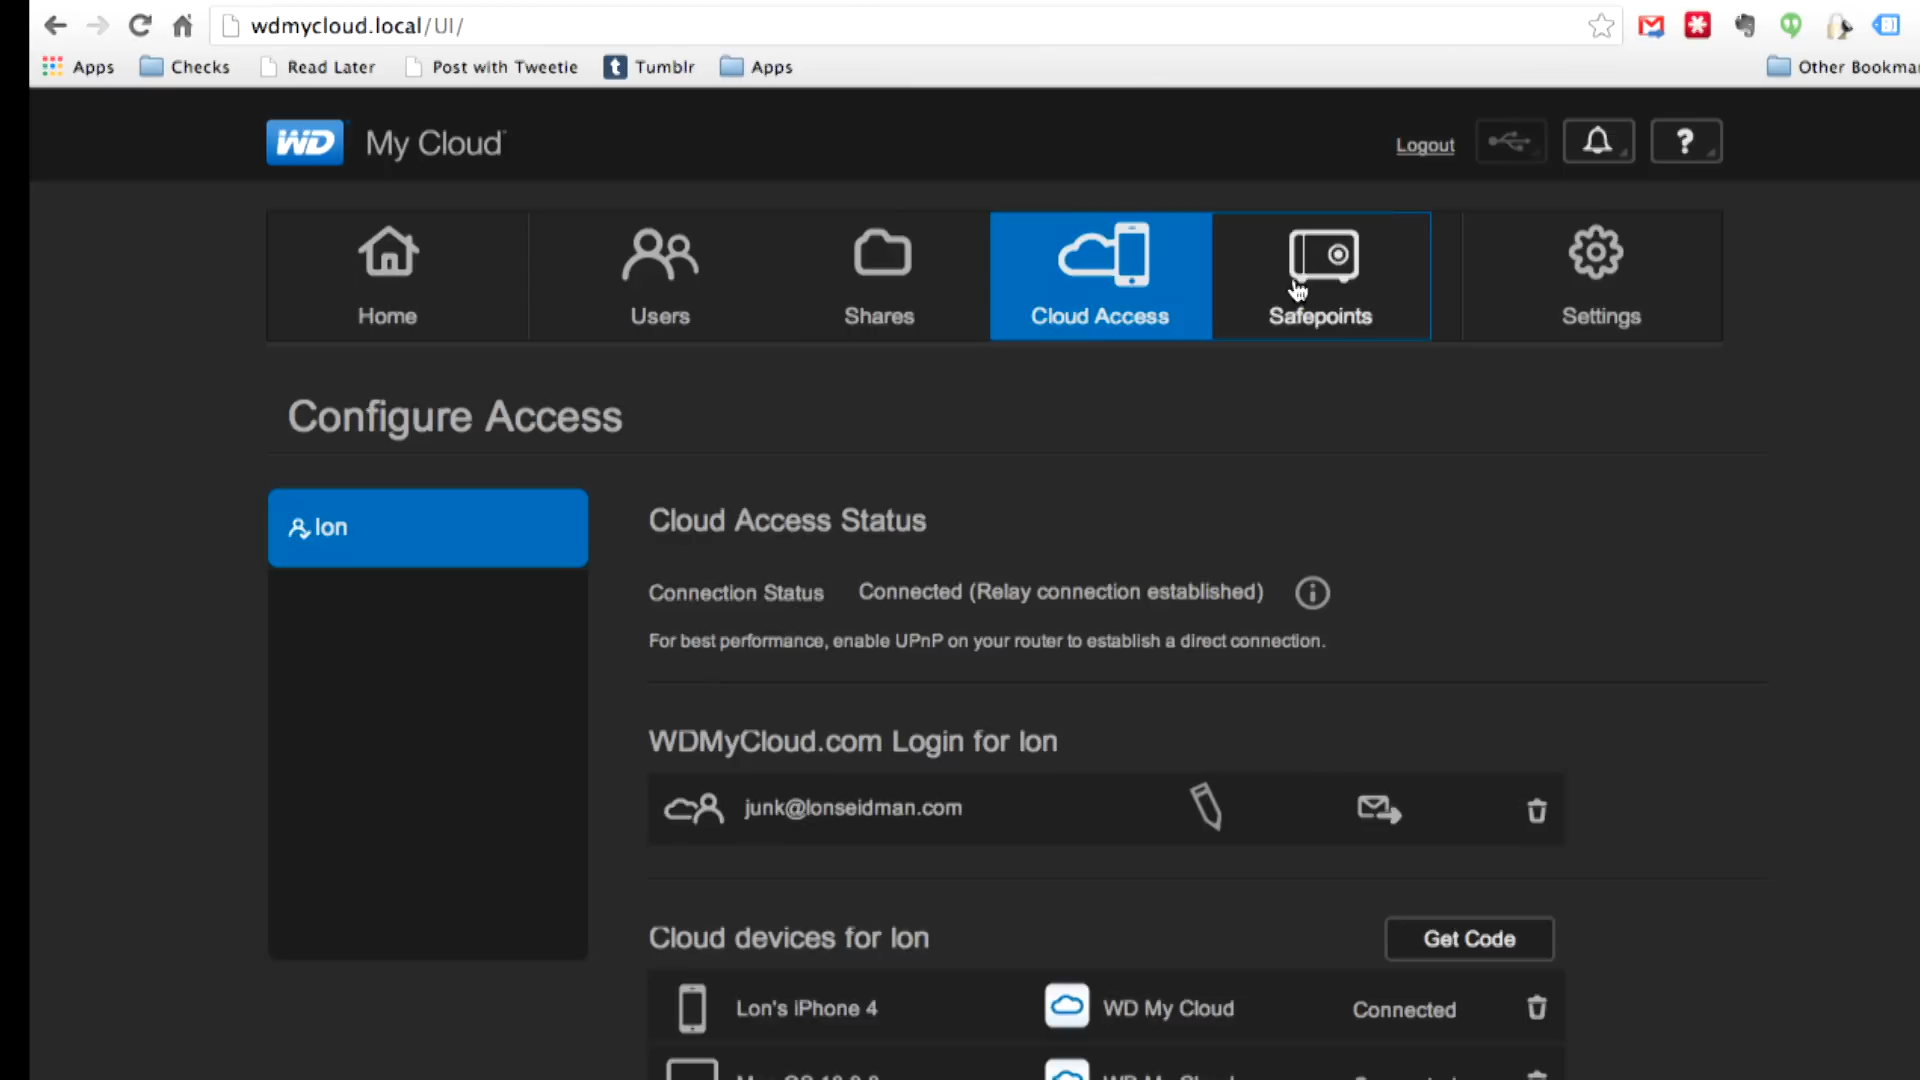 wdmycloud.local/UI/
Apps Checks Read Later Post with Tweetie Tumblr Apps Other Bookmar
WD My Cloud Logout ?
Home Users Shares Cloud Access Safepoints Settings
Configure Access
lon
Cloud Access Status
Connection Status Connected (Relay connection established)
For best performance, enable UPnP on your router to establish a direct connection.
WDMyCloud.com Login for lon
junk@lonseidman.com
Cloud devices for lon Get Code
Lon's iPhone 4 WD My Cloud Connected